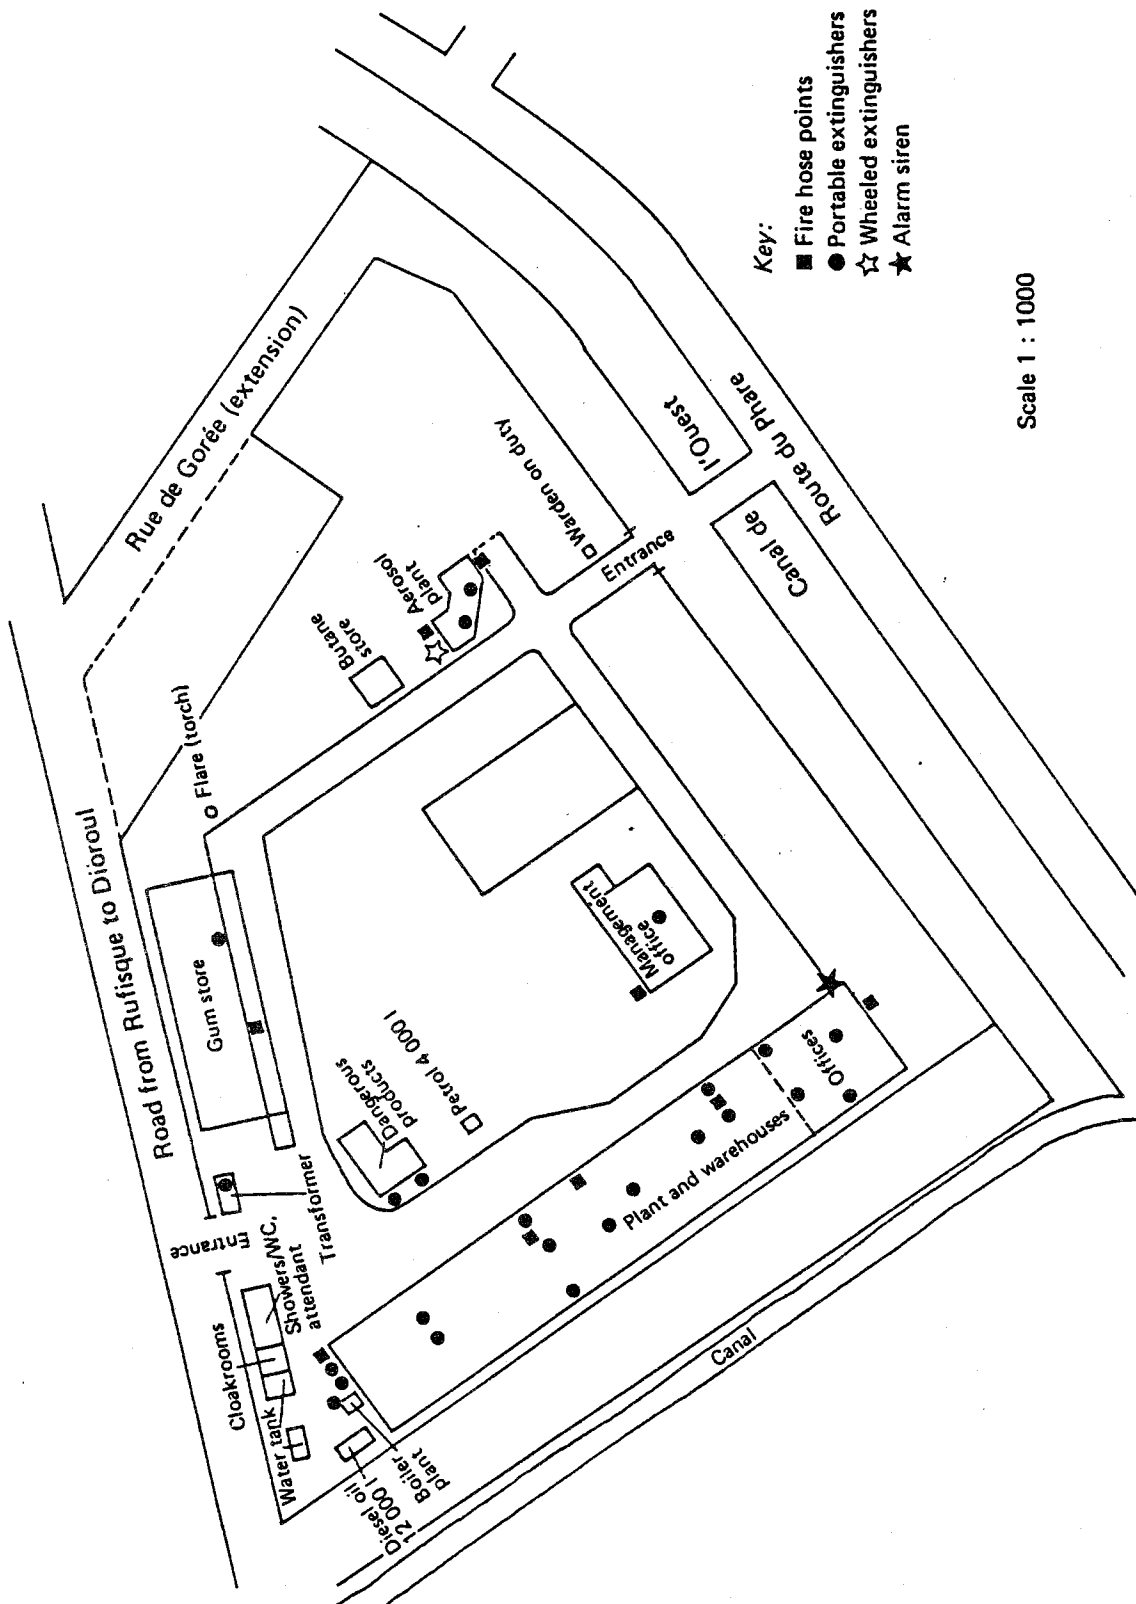 Road from Rufisque to Dioroul
Rue de Gorée (extension)
Route du Phare
Canal de
l'Ouest
Canal
Entrance
Entrance
Warden on duty
Aerosol
plant
Butane
store
Flare (torch)
Gum store
Transformer
Showers/WC,
attendant
Cloakrooms
Water tank
Diesel oil
12 000 l
Boiler
plant
Dangerous
products
Petrol 4 000 l
Management
office
Plant and warehouses
Offices
Key:
Fire hose points
Portable extinguishers
Wheeled extinguishers
Alarm siren
Scale 1 : 1000